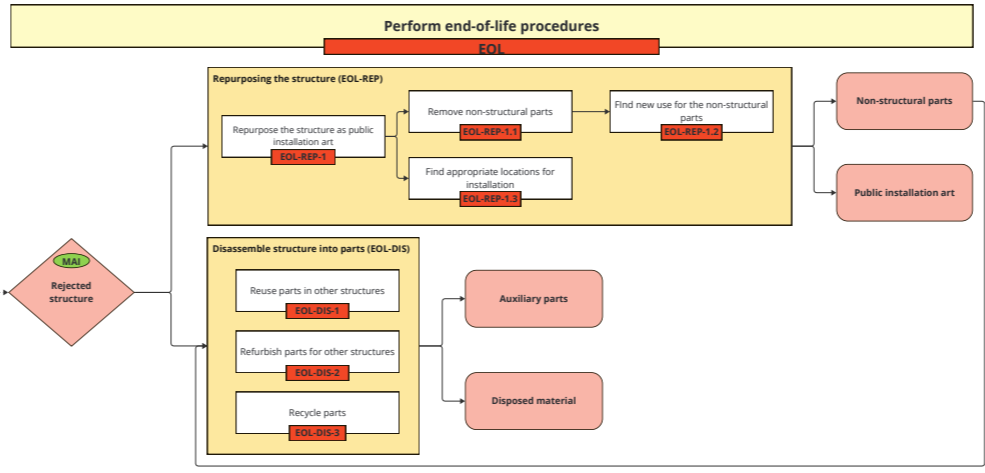 Perform end-of-life procedures
EOL
Repurposing the structure (EOL-REP)
Repurpose the structure as public
installation art
EOL-REP-1
Remove non-structural parts
EOL-REP-1.1
FInd new use for the non-structural
parts
EOL-REP-1.2
Find appropriate locations for
installation
EOL-REP-1.3
Non-structural parts
Public installation art
MAI
Rejected
structure
Disassemble structure into parts (EOL-DIS)
Reuse parts in other structures
EOL-DIS-1
Refurbish parts for other structures
EOL-DIS-2
Recycle parts
EOL-DIS-3
Auxiliary parts
Disposed material